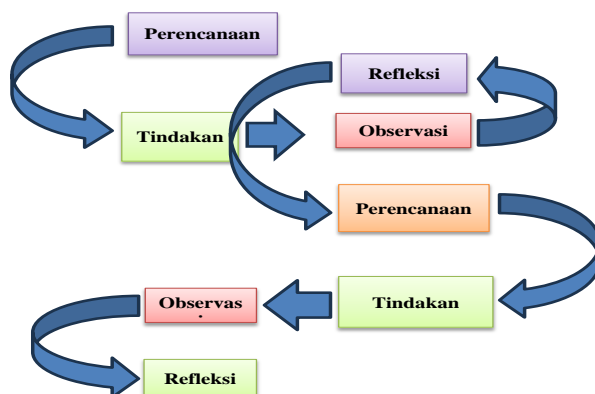 Perencanaan
Refleksi
Tindakan
Observasi
Perencanaan
Tindakan
Observas
Refleksi